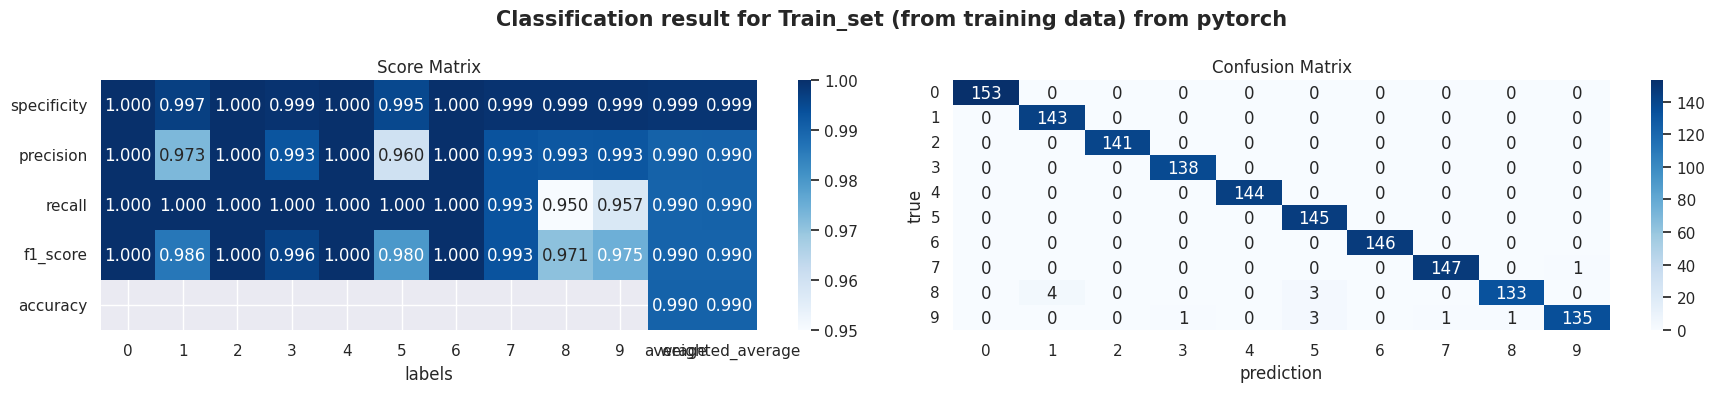 Classification result for Train_set (from training data) from pytorch
Score Matrix
specificity 1.000 0.997 1.000 0.999 1.000 0.995 1.000 0.999 0.999 0.999 0.999 0.999
precision 1.000 0.973 1.000 0.993 1.000 0.960 1.000 0.993 0.993 0.993 0.990 0.990
recall 1.000 1.000 1.000 1.000 1.000 1.000 1.000 0.993 0.950 0.957 0.990 0.990
f1_score 1.000 0.986 1.000 0.996 1.000 0.980 1.000 0.993 0.971 0.975 0.990 0.990
accuracy 0.990 0.990
0 1 2 3 4 5 6 7 8 9 average weighted_average
labels
1.00
0.99
0.98
0.97
0.96
0.95
Confusion Matrix
true
0 153 0 0 0 0 0 0 0 0 0
1 0 143 0 0 0 0 0 0 0 0
2 0 0 141 0 0 0 0 0 0 0
3 0 0 0 138 0 0 0 0 0 0
4 0 0 0 0 144 0 0 0 0 0
5 0 0 0 0 0 145 0 0 0 0
6 0 0 0 0 0 0 146 0 0 0
7 0 0 0 0 0 0 0 147 0 1
8 0 4 0 0 0 3 0 0 133 0
9 0 0 0 1 0 3 0 1 1 135
0 1 2 3 4 5 6 7 8 9
prediction
140
120
100
80
60
40
20
0